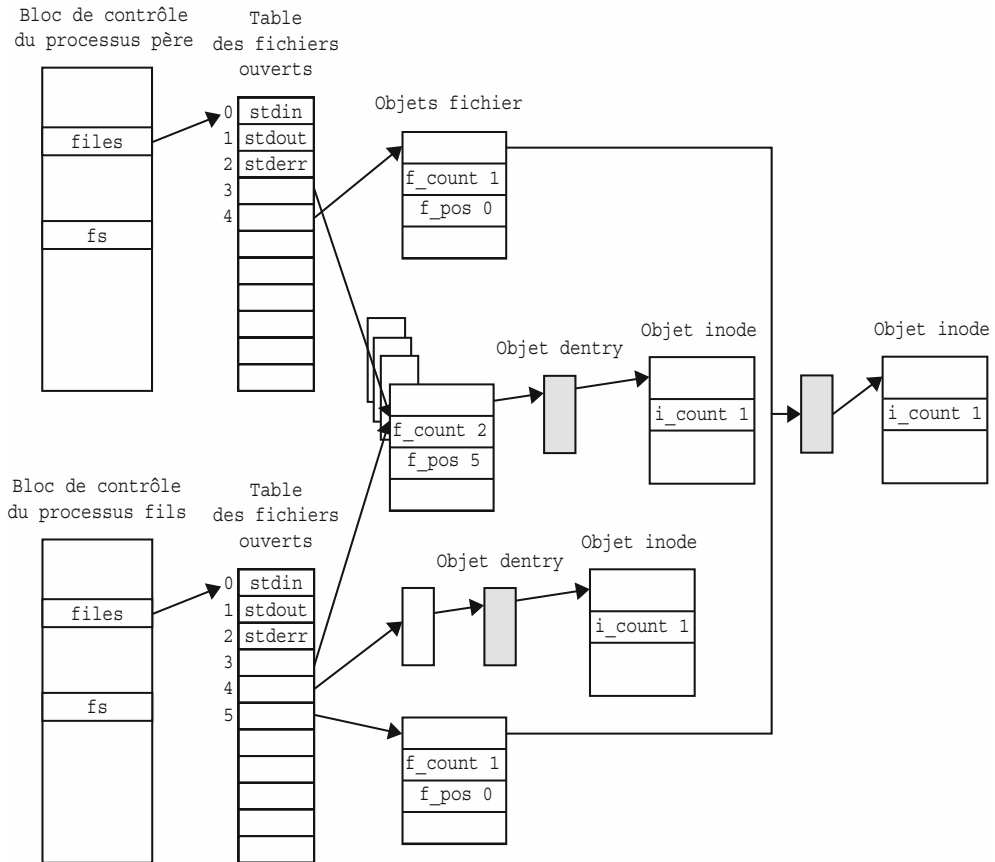 Bloc de contrôle
du processus père
Table
des fichiers
ouverts
files
fs
0 stdin
1 stdout
2 stderr
3
4
Objets fichier
f_count 1
f_pos 0
f_count 2
f_pos 5
Objet dentry
Objet inode
i_count 1
Objet inode
i_count 1
Bloc de contrôle
du processus fils
Table
des fichiers
ouverts
files
fs
0 stdin
1 stdout
2 stderr
3
4
5
Objet dentry
Objet inode
i_count 1
f_count 1
f_pos 0